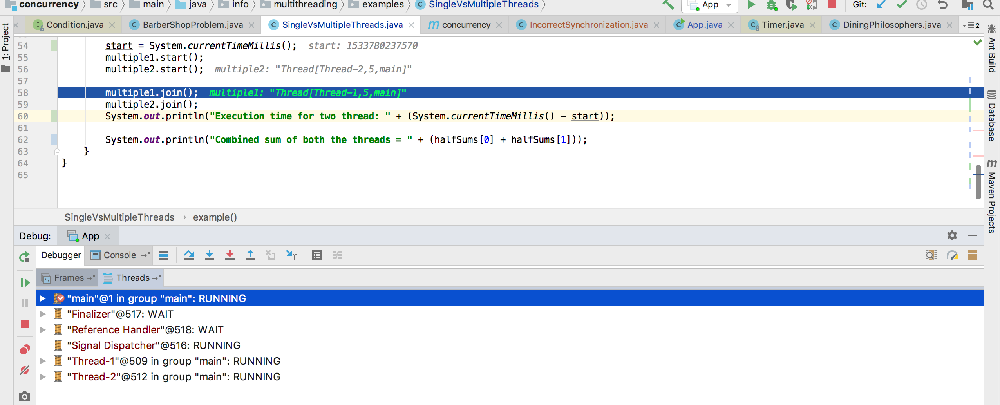 concurrency src main java info multithreading examples SingleVsMultipleThreads App Git:
Condition.java BarberShopProblem.java SingleVsMultipleThreads.java concurrency IncorrectSynchronization.java App.java Timer.java DiningPhilosophers.java 2
1: Project
54 start = System.currentTimeMillis(); start: 1533780237570
55 multiple1.start();
56 multiple2.start(); multiple2: "Thread[Thread-2,5,main]"
57
58 multiple1.join(); multiple1: "Thread[Thread-1,5,main]"
59 multiple2.join();
60 System.out.println("Execution time for two thread: " + (System.currentTimeMillis() - start));
61
62 System.out.println("Combined sum of both the threads = " + (halfSums[0] + halfSums[1]));
63 }
64 }
65
Ant Build
Database
Maven Projects
SingleVsMultipleThreads › example()
Debug: App
Debugger Console
Frames Threads
"main"@1 in group "main": RUNNING
"Finalizer"@517: WAIT
"Reference Handler"@518: WAIT
"Signal Dispatcher"@516: RUNNING
"Thread-1"@509 in group "main": RUNNING
"Thread-2"@512 in group "main": RUNNING